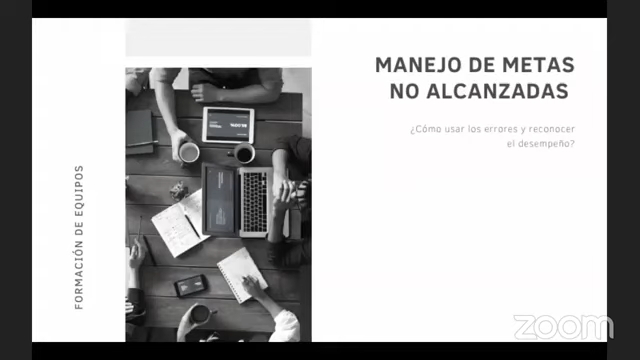 MANEJO DE METAS
NO ALCANZADAS
¿Cómo usar los errores y reconocer
el desempeño?
FORMACIÓN DE EQUIPOS
zoom